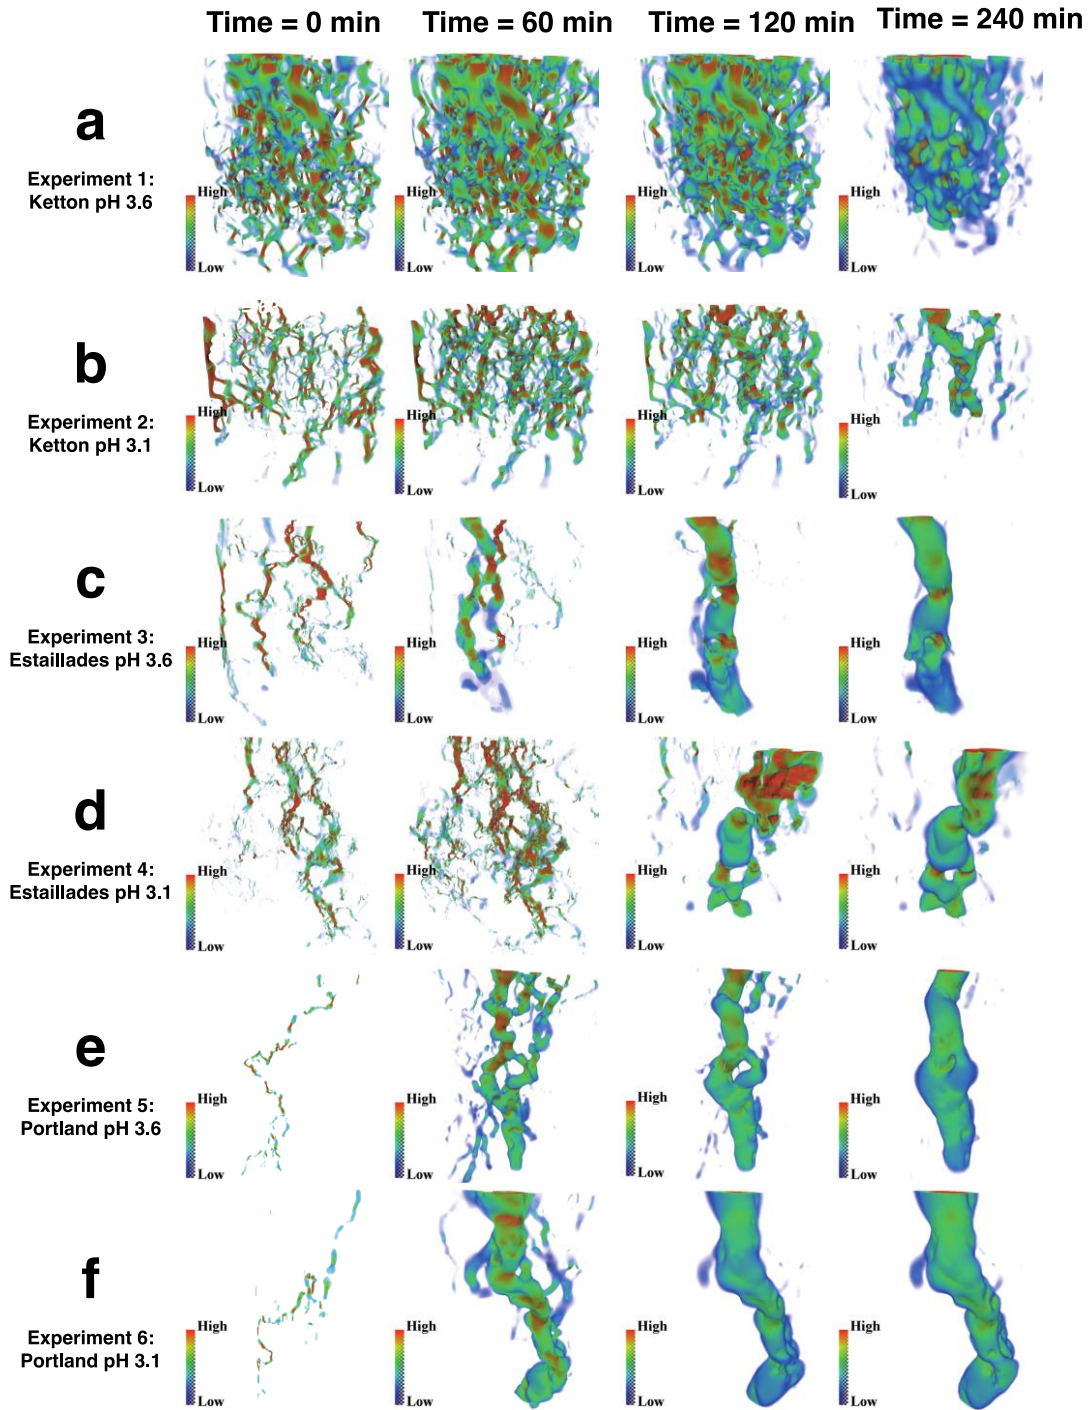 Time = 0 min Time = 60 min Time = 120 min Time = 240 min
a
Experiment 1:
Ketton pH 3.6
High High High High
Low Low Low Low
b
Experiment 2:
Ketton pH 3.1
High High High High
Low Low Low Low
c
Experiment 3:
Estaillades pH 3.6
High High High High
Low Low Low Low
d
Experiment 4:
Estaillades pH 3.1
High High High High
Low Low Low Low
e
Experiment 5:
Portland pH 3.6
High High High High
Low Low Low Low
f
Experiment 6:
Portland pH 3.1
High High High High
Low Low Low Low